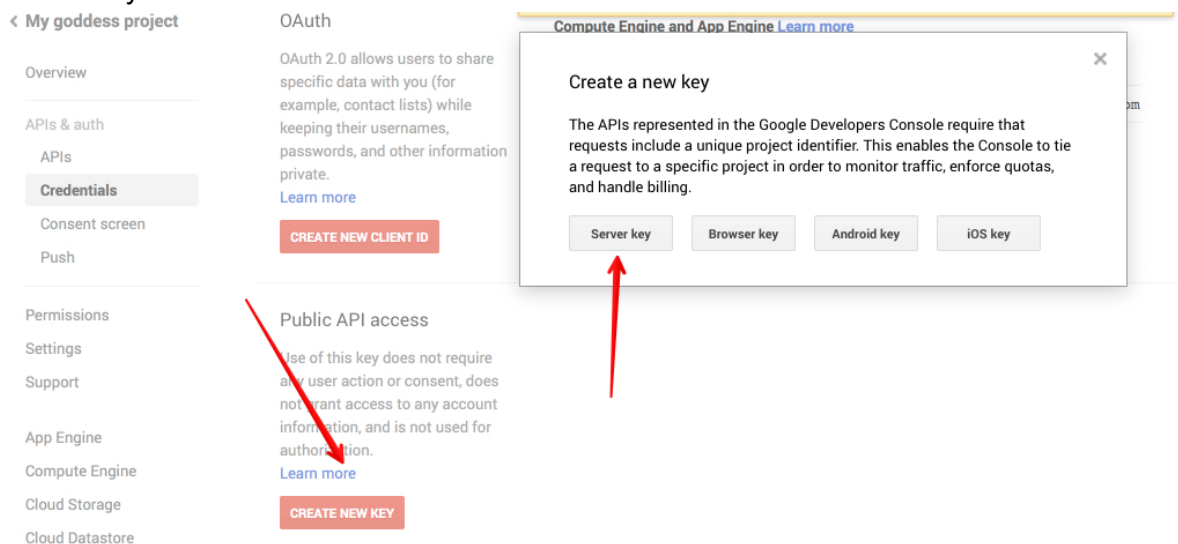 < My goddess project
Overview
APIs & auth
APIs
Credentials
Consent screen
Push
Permissions
Settings
Support
App Engine
Compute Engine
Cloud Storage
Cloud Datastore
OAuth
OAuth 2.0 allows users to share
specific data with you (for
example, contact lists) while
keeping their usernames,
passwords, and other information
private.
Learn more
CREATE NEW CLIENT ID
Public API access
Use of this key does not require
any user action or consent, does
not grant access to any account
information, and is not used for
authorization.
Learn more
CREATE NEW KEY
Compute Engine and App Engine Learn more
Create a new key
The APIs represented in the Google Developers Console require that
requests include a unique project identifier. This enables the Console to tie
a request to a specific project in order to monitor traffic, enforce quotas,
and handle billing.
Server key
Browser key
Android key
iOS key